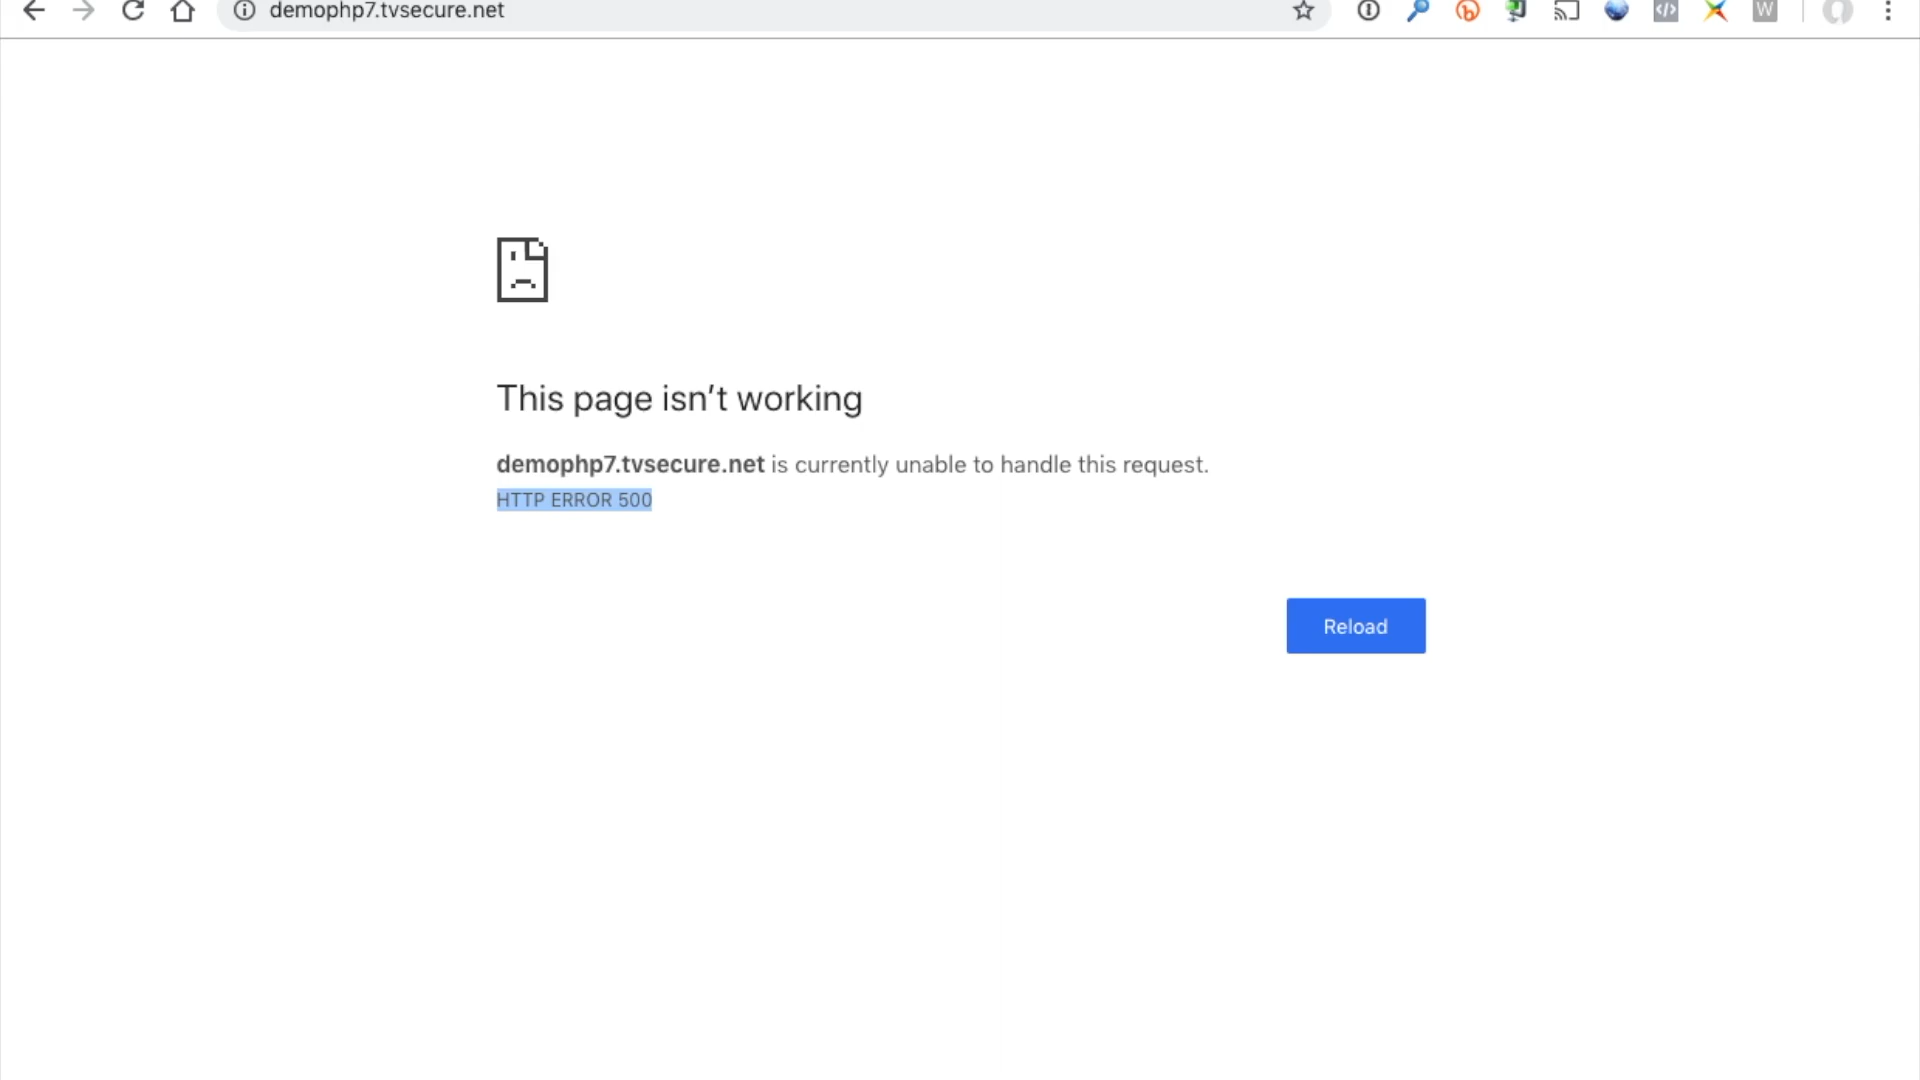 demophp7.tvsecure.net
W
This page isn’t working
demophp7.tvsecure.net is currently unable to handle this request.
HTTP ERROR 500
Reload